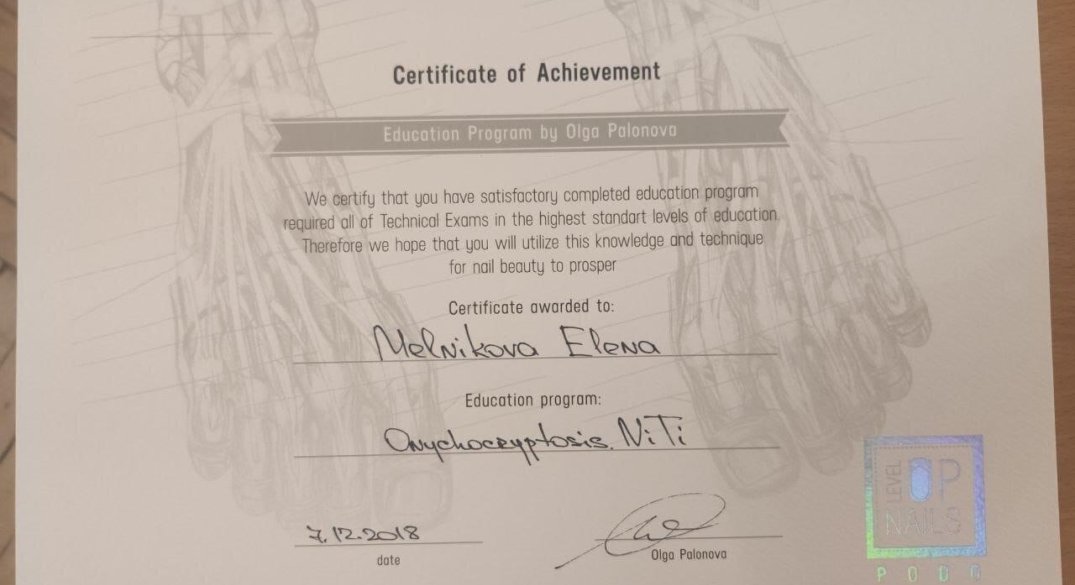 Certificate of Achievement
Education Program by Olga Palonova
We certify that you have satisfactory completed education program
required all of Technical Exams in the highest standart levels of education.
Therefore we hope that you will utilize this knowledge and technique
for nail beauty to prosper
Certificate awarded to:
Melnikova Elena
Education program:
Onychocryptosis. NiTi
7.12.2018
date
Olga Palonova
LEVEL
UP
NAILS
PODO